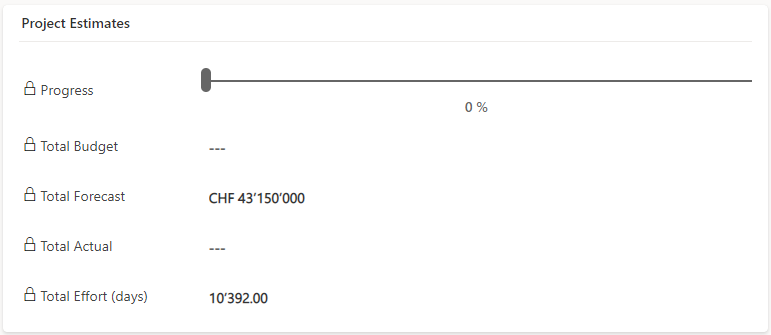 Project Estimates
Progress
0 %
Total Budget
---
Total Forecast
CHF 43’150’000
Total Actual
---
Total Effort (days)
10’392.00